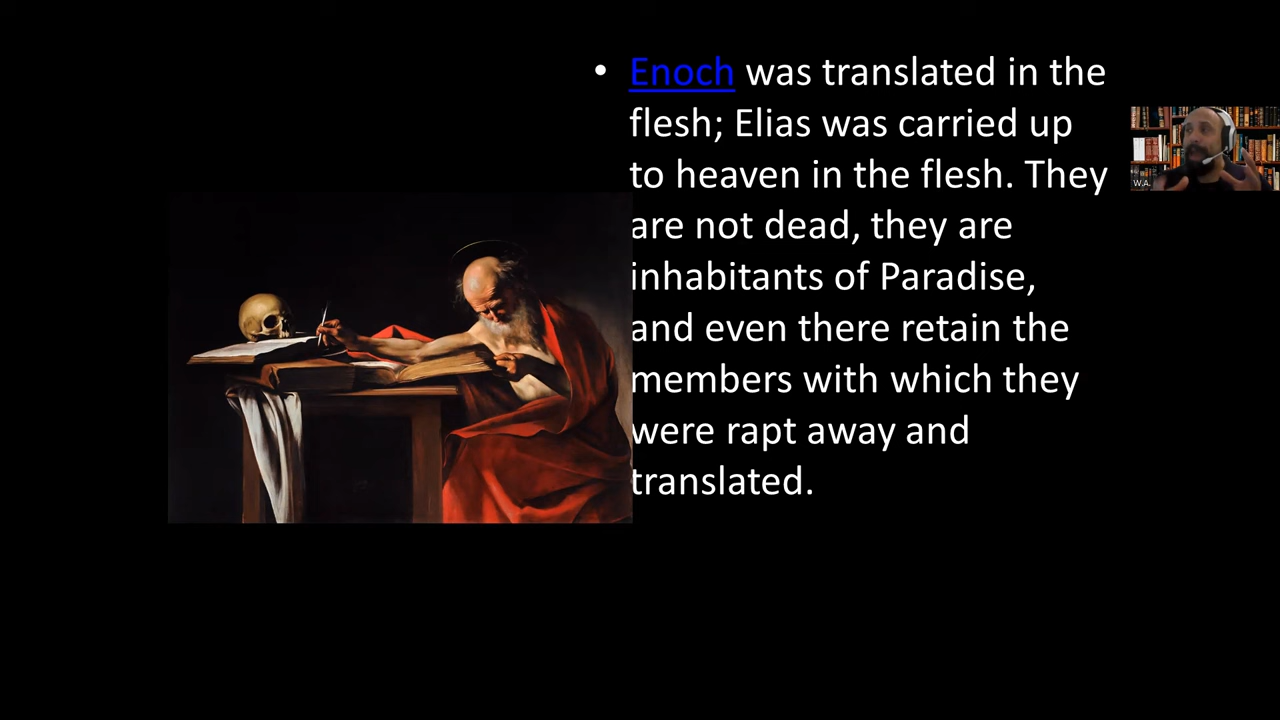 • Enoch was translated in the
flesh; Elias was carried up
to heaven in the flesh. They
are not dead, they are
inhabitants of Paradise,
and even there retain the
members with which they
were rapt away and
translated.
W.A.